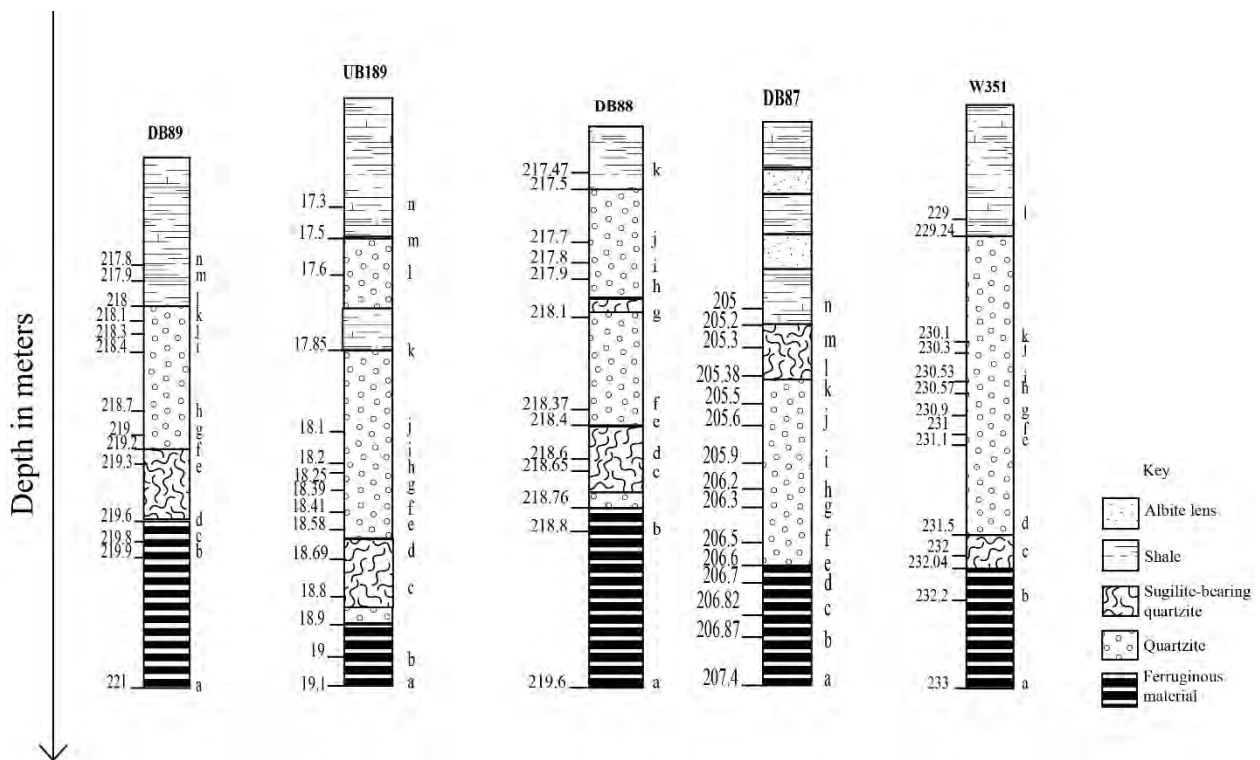 Depth in meters
DB89
217.8
217.9
218
218.1
218.3
218.4
218.7
219
219.2
219.3
219.6
219.8
219.9
221
n
m
l
k
j
i
h
g
f
e
d
c
b
a
UB189
17.3
17.5
17.6
17.85
18.1
18.2
18.25
18.39
18.41
18.58
18.69
18.8
18.9
19
19.1
n
m
l
k
j
i
h
g
f
e
d
c
b
a
DB88
217.47
217.5
217.7
217.8
217.9
218.1
218.37
218.4
218.6
218.65
218.76
218.8
219.6
k
j
i
h
g
f
e
d
c
b
a
DB87
205
205.2
205.3
205.38
205.5
205.6
205.9
206.2
206.3
206.5
206.6
206.7
206.82
206.87
207.4
n
m
l
k
j
i
h
g
f
e
d
c
b
a
W351
229
229.24
230.1
230.3
230.53
230.57
230.9
231
231.1
231.5
232
232.04
232.2
233
l
k
j
i
h
g
f
e
d
c
b
a
Key
Albite lens
Shale
Sugilite-bearing
quartzite
Quartzite
Ferruginous
material